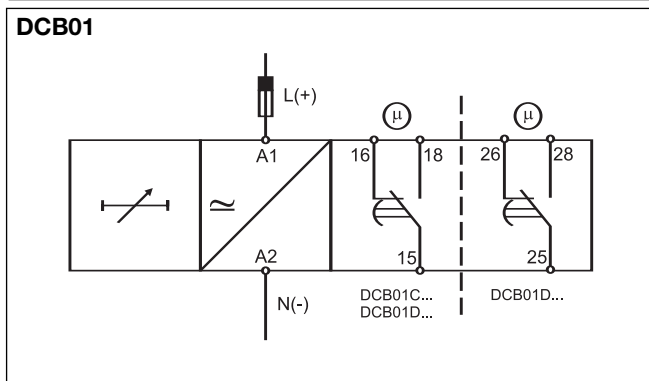 DCB01
L(+)
μ μ
A1 16 18 26 28
≃
A2 15 25
N(-)
DCB01C...
DCB01D...
DCB01D...